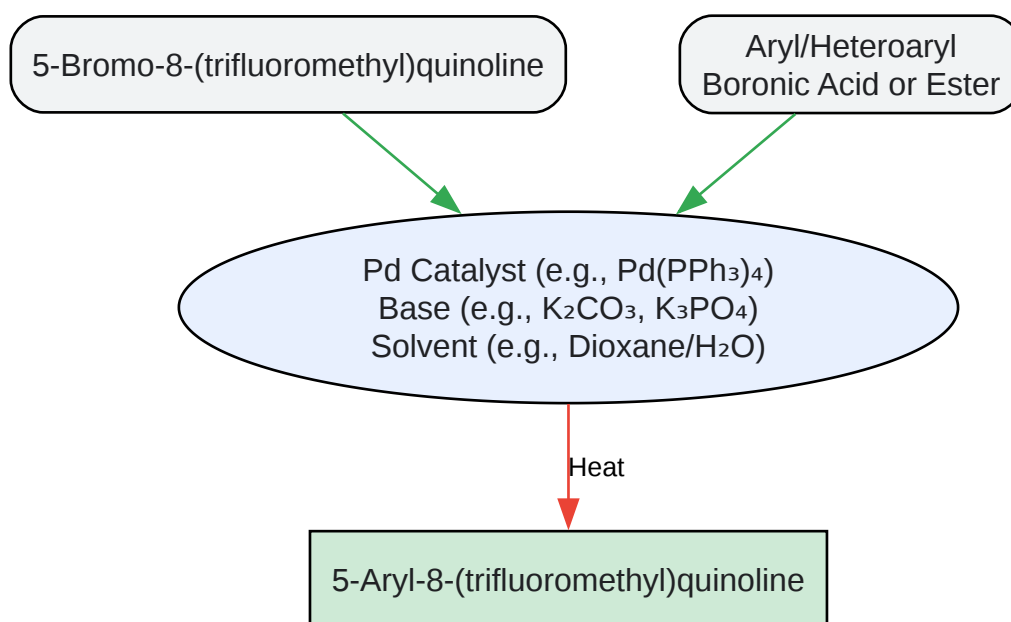 5-Bromo-8-(trifluoromethyl)quinoline
Aryl/Heteroaryl
Boronic Acid or Ester
Pd Catalyst (e.g., Pd(PPh₃)₄)
Base (e.g., K₂CO₃, K₃PO₄)
Solvent (e.g., Dioxane/H₂O)
Heat
5-Aryl-8-(trifluoromethyl)quinoline